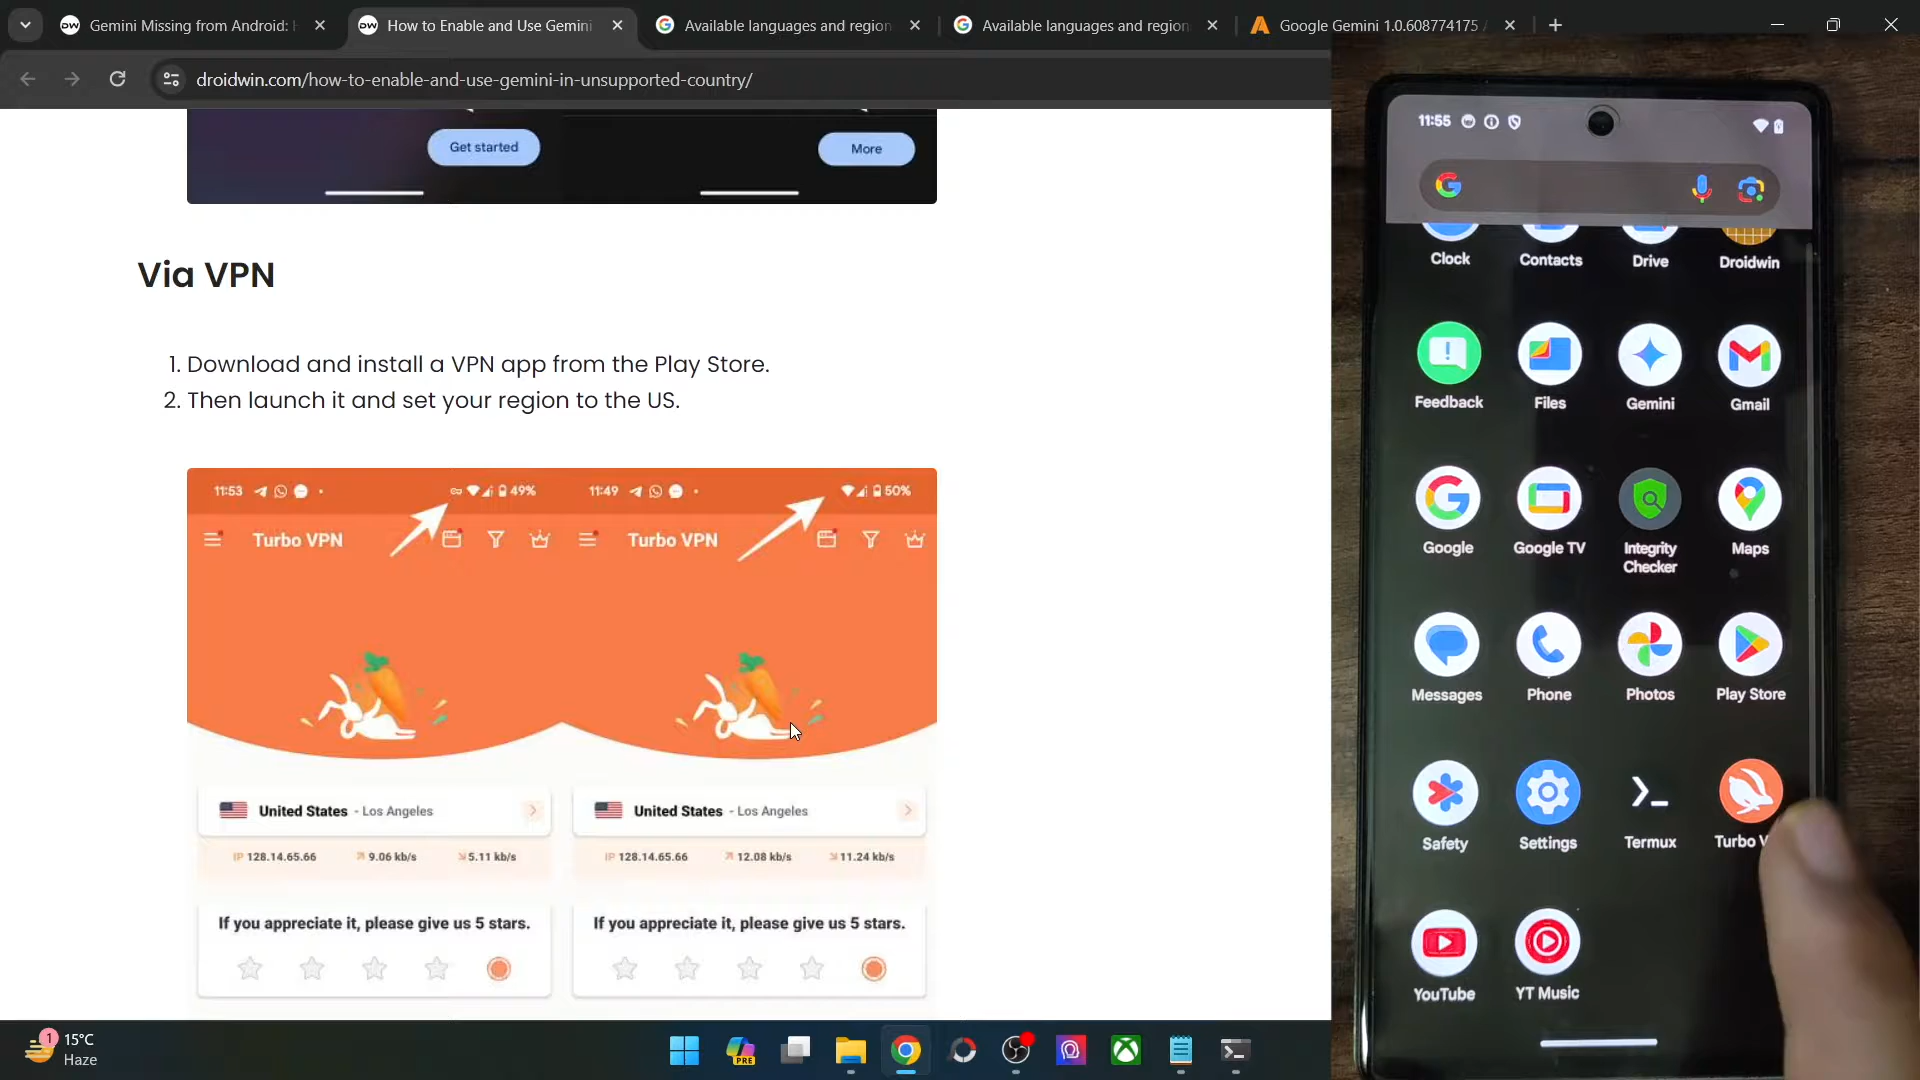 Gemini Missing from Android: H
How to Enable and Use Gemini
Available languages and region
Available languages and region
Google Gemini 1.0.608774175 /
droidwin.com/how-to-enable-and-use-gemini-in-unsupported-country/
Get started
More
Via VPN
1. Download and install a VPN app from the Play Store.
2. Then launch it and set your region to the US.
11:53
49%
11:49
50%
Turbo VPN
Turbo VPN
United States - Los Angeles
United States - Los Angeles
IP 128.14.65.66
9.06 kb/s
5.11 kb/s
IP 128.14.65.66
12.08 kb/s
11.24 kb/s
If you appreciate it, please give us 5 stars.
If you appreciate it, please give us 5 stars.
1
15°C
Haze
PRE
11:55
Clock
Contacts
Drive
Droidwin
Feedback
Files
Gemini
Gmail
Google
Google TV
Integrity
Checker
Maps
Messages
Phone
Photos
Play Store
Safety
Settings
Termux
Turbo V
YouTube
YT Music